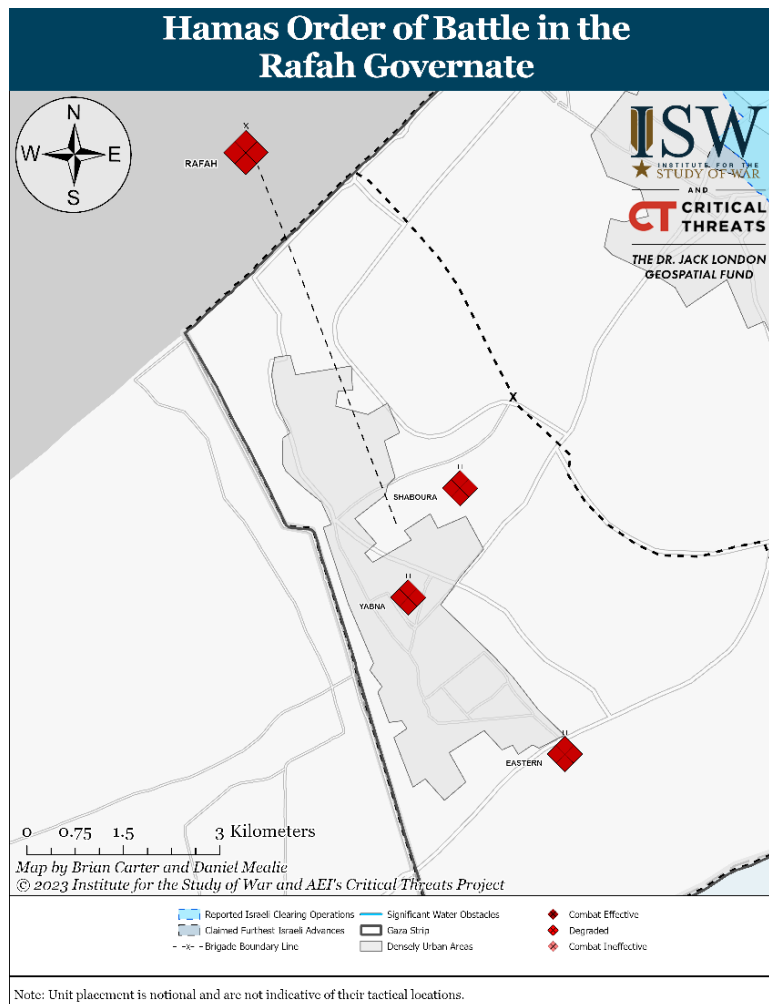 Hamas Order of Battle in the
Rafah Governate
N
W
E
S
X
RAFAH
ISW
INSTITUTE FOR THE
STUDY OF WAR
AND
CT CRITICAL
THREATS
THE DR. JACK LONDON
GEOSPATIAL FUND
X
II
SHABOURA
II
YABNA
II
EASTERN
0 0.75 1.5 3 Kilometers
Map by Brian Carter and Daniel Mealie
© 2023 Institute for the Study of War and AEI's Critical Threats Project
Reported Israeli Clearing Operations
Claimed Furthest Israeli Advances
-x- Brigade Boundary Line
Significant Water Obstacles
Gaza Strip
Densely Urban Areas
Combat Effective
Degraded
Combat Ineffective
Note: Unit placement is notional and are not indicative of their tactical locations.